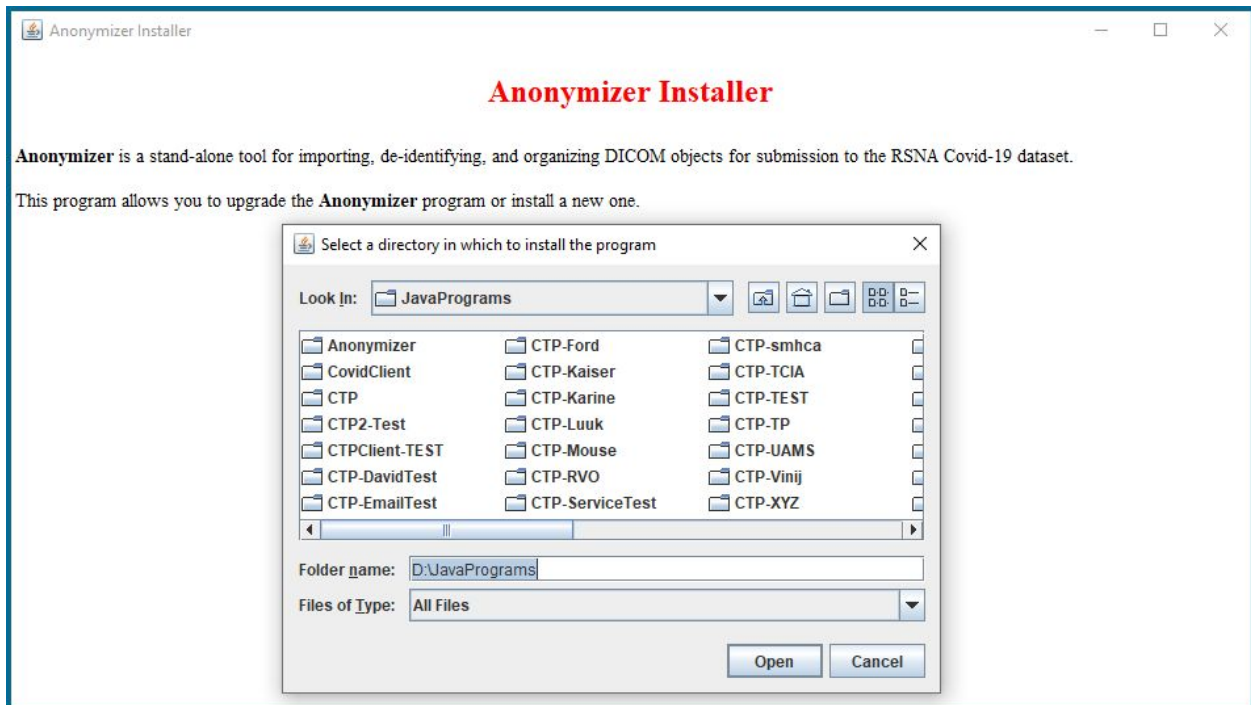 Anonymizer Installer
Anonymizer Installer
Anonymizer is a stand-alone tool for importing, de-identifying, and organizing DICOM objects for submission to the RSNA Covid-19 dataset.
This program allows you to upgrade the Anonymizer program or install a new one.
Select a directory in which to install the program
Look In: JavaPrograms
Anonymizer CTP-Ford CTP-smhca
CovidClient CTP-Kaiser CTP-TCIA
CTP CTP-Karine CTP-TEST
CTP2-Test CTP-Luuk CTP-TP
CTPClient-TEST CTP-Mouse CTP-UAMS
CTP-DavidTest CTP-RVO CTP-Vinij
CTP-EmailTest CTP-ServiceTest CTP-XYZ
Folder name: D:\JavaPrograms
Files of Type: All Files
Open Cancel